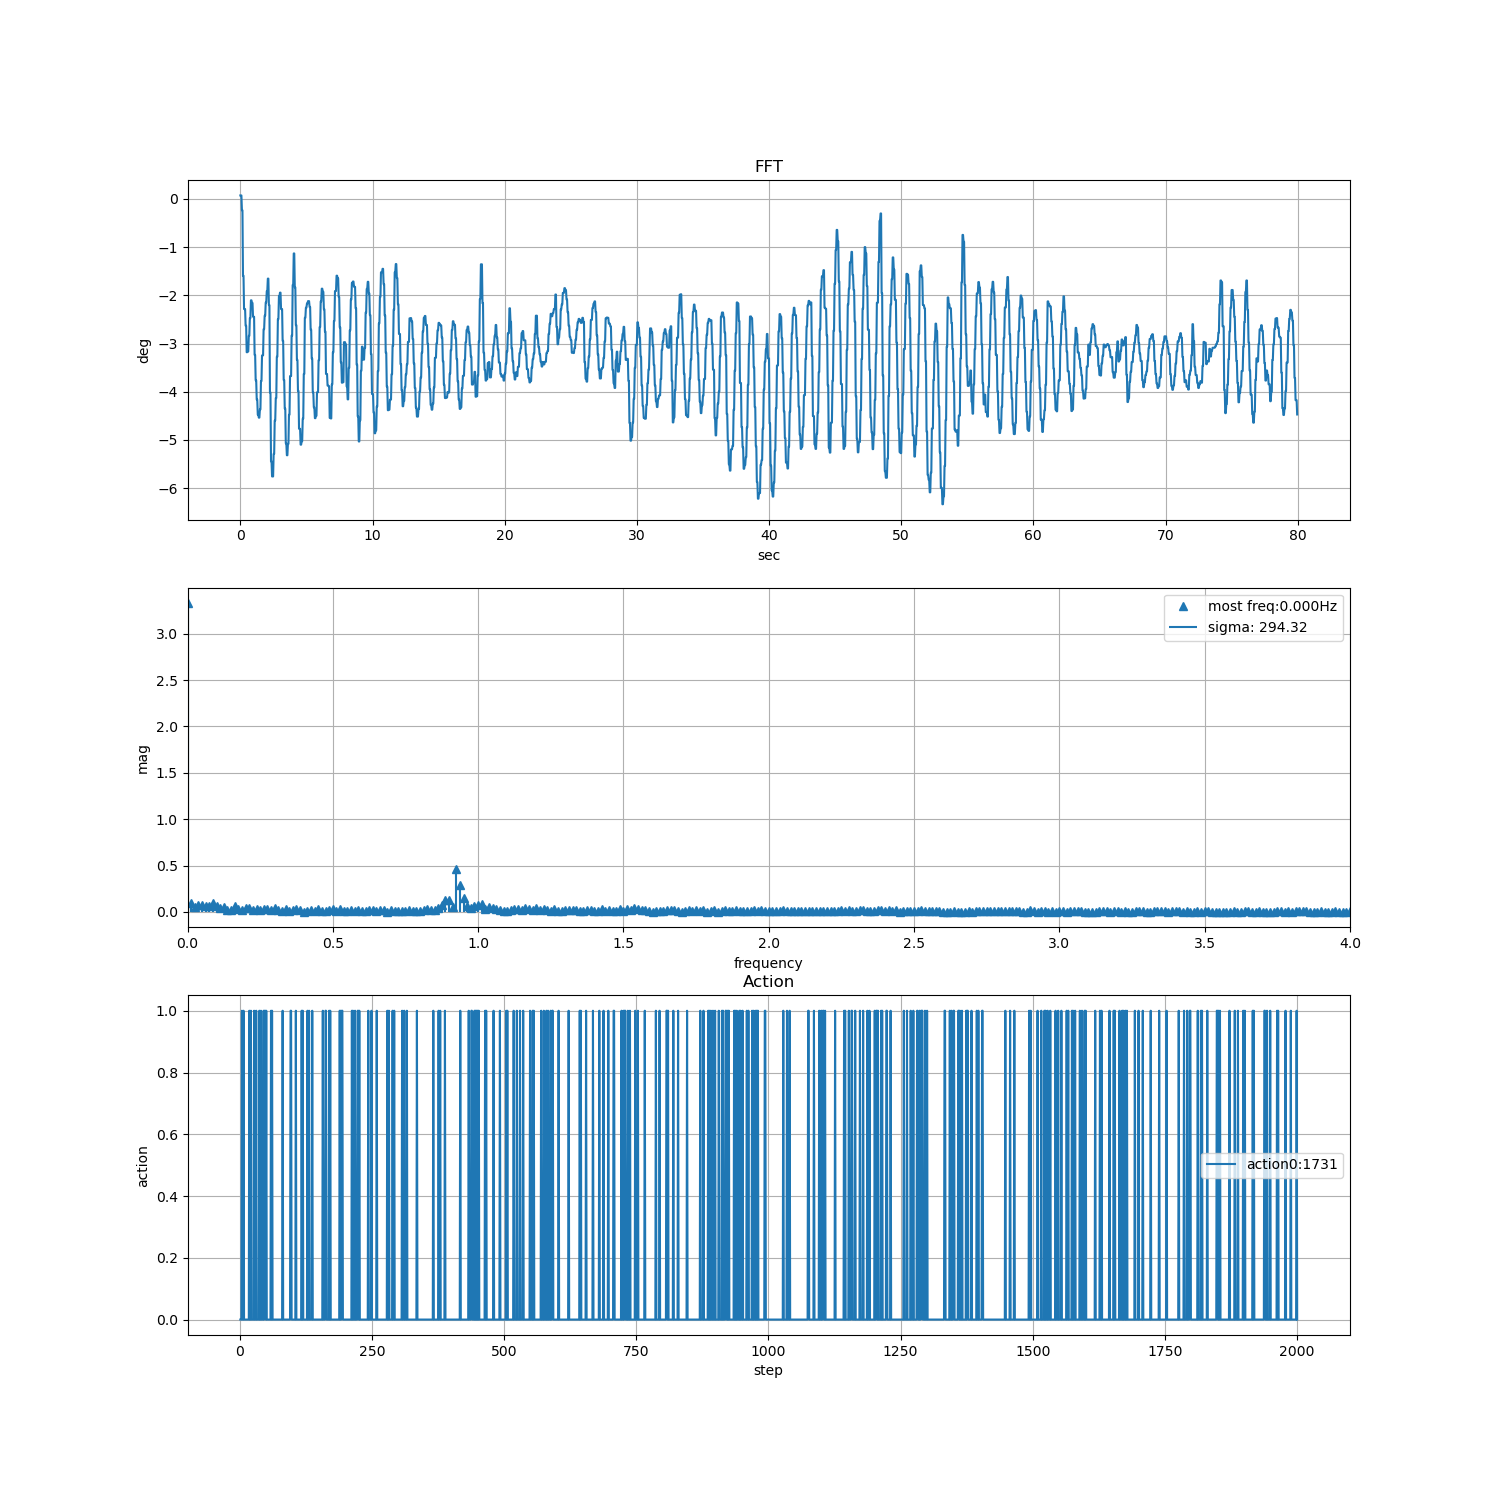 FFT
0
−1
−2
−3
−4
−5
−6
deg
0 10 20 30 40 50 60 70 80
sec
most freq:0.000Hz
sigma: 294.32
3.0
2.5
2.0
1.5
1.0
0.5
0.0
mag
0.0 0.5 1.0 1.5 2.0 2.5 3.0 3.5 4.0
frequency
Action
1.0
0.8
0.6
0.4
0.2
0.0
action
action0:1731
0 250 500 750 1000 1250 1500 1750 2000
step